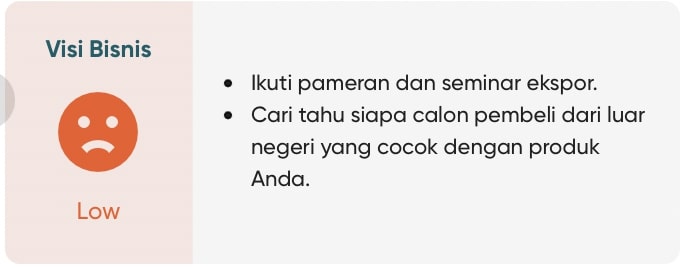 Visi Bisnis
Low
• Ikuti pameran dan seminar ekspor.
• Cari tahu siapa calon pembeli dari luar
negeri yang cocok dengan produk
Anda.